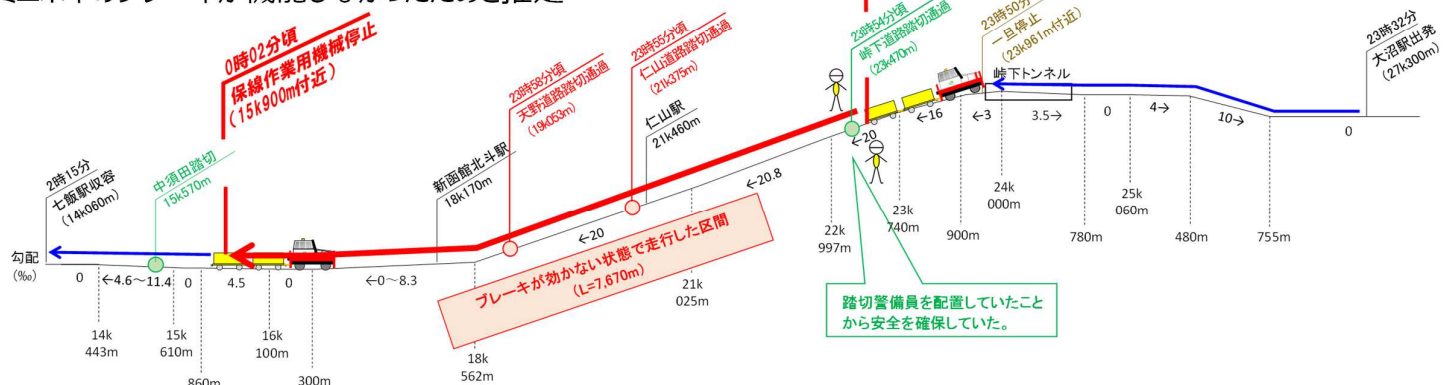 0時02分頃
保線作業用機械停止
(15k900m付近)
23時58分頃
天野道路踏切通過
(19k053m)
23時55分頃
仁山道路踏切通過
(21k375m)
23時54分頃
峠下道路踏切通過
(23k470m)
23時50分
一旦停止
(23k961m付近)
23時32分
大沼駅出発
(27k300m)
峠下トンネル
2時15分
七飯駅収容
(14k060m)
中須田踏切
15k570m
新函館北斗駅
18k170m
仁山駅
21k460m
勾配
(‰)
0
←4.6～11.4
0
4.5
0
←0～8.3
←20
←20.8
←20
←16
←3
3.5→
0
4→
10→
0
ブレーキが効かない状態で走行した区間
(L=7,670m)
踏切警備員を配置していたこと
から安全を確保していた。
14k
443m
15k
610m
860m
16k
100m
300m
18k
562m
21k
025m
22k
997m
23k
740m
900m
24k
000m
780m
25k
060m
480m
755m